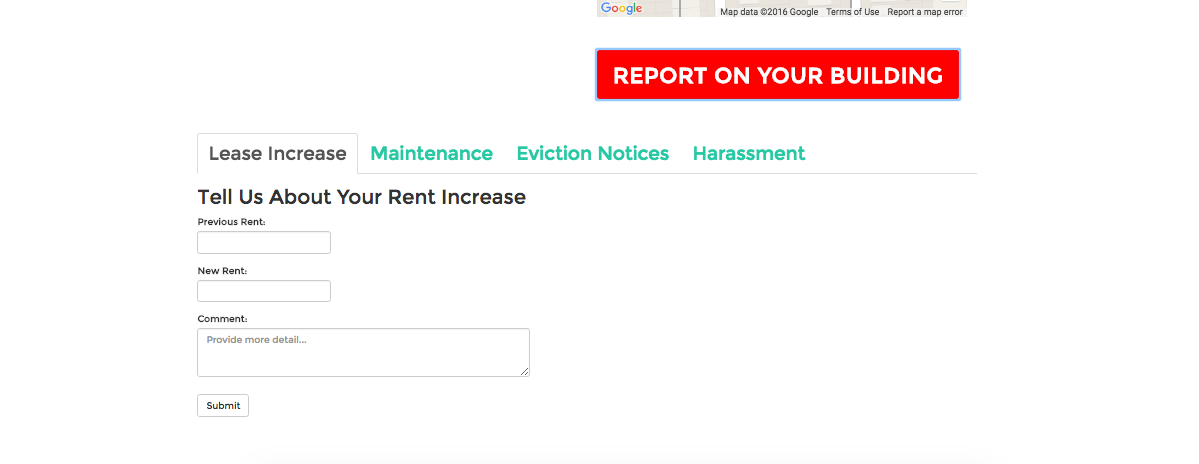 Google Map data ©2016 Google Terms of Use Report a map error
REPORT ON YOUR BUILDING
Lease Increase Maintenance Eviction Notices Harassment
Tell Us About Your Rent Increase
Previous Rent:
New Rent:
Comment:
Provide more detail...
Submit